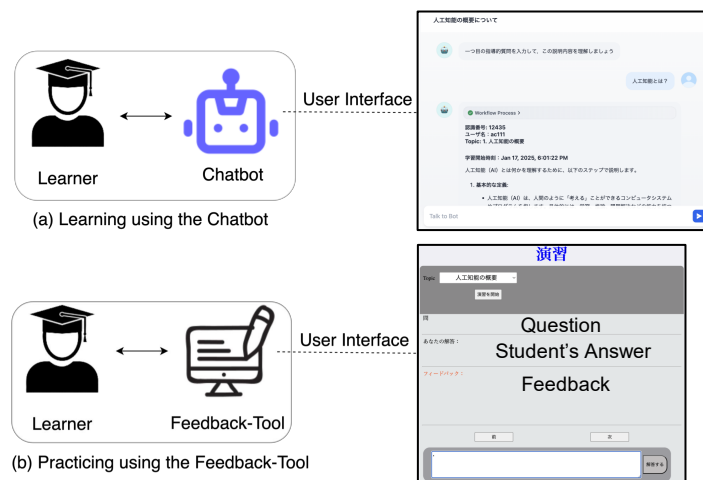 人工知能の概要について
一つ目の指導的質問を入力して、この説明内容を理解しましょう
人工知能とは？
Workflow Process >
認識番号: 12435
ユーザ名：ac111
Topic: 1. 人工知能の概要
学習開始時刻：Jan 17, 2025, 6:01:22 PM
人工知能（AI）とは何かを理解するために、以下のステップで説明します。
1. 基本的な定義:
• 人工知能（AI）は、人間のように「考える」ことができるコンピュータシステム
Talk to Bot
User Interface
Learner
Chatbot
(a) Learning using the Chatbot
演習
Topic 人工知能の概要
演習を開始
問
Question
あなたの解答：
Student's Answer
フィードバック：
Feedback
前 次
解答する
User Interface
Learner
Feedback-Tool
(b) Practicing using the Feedback-Tool